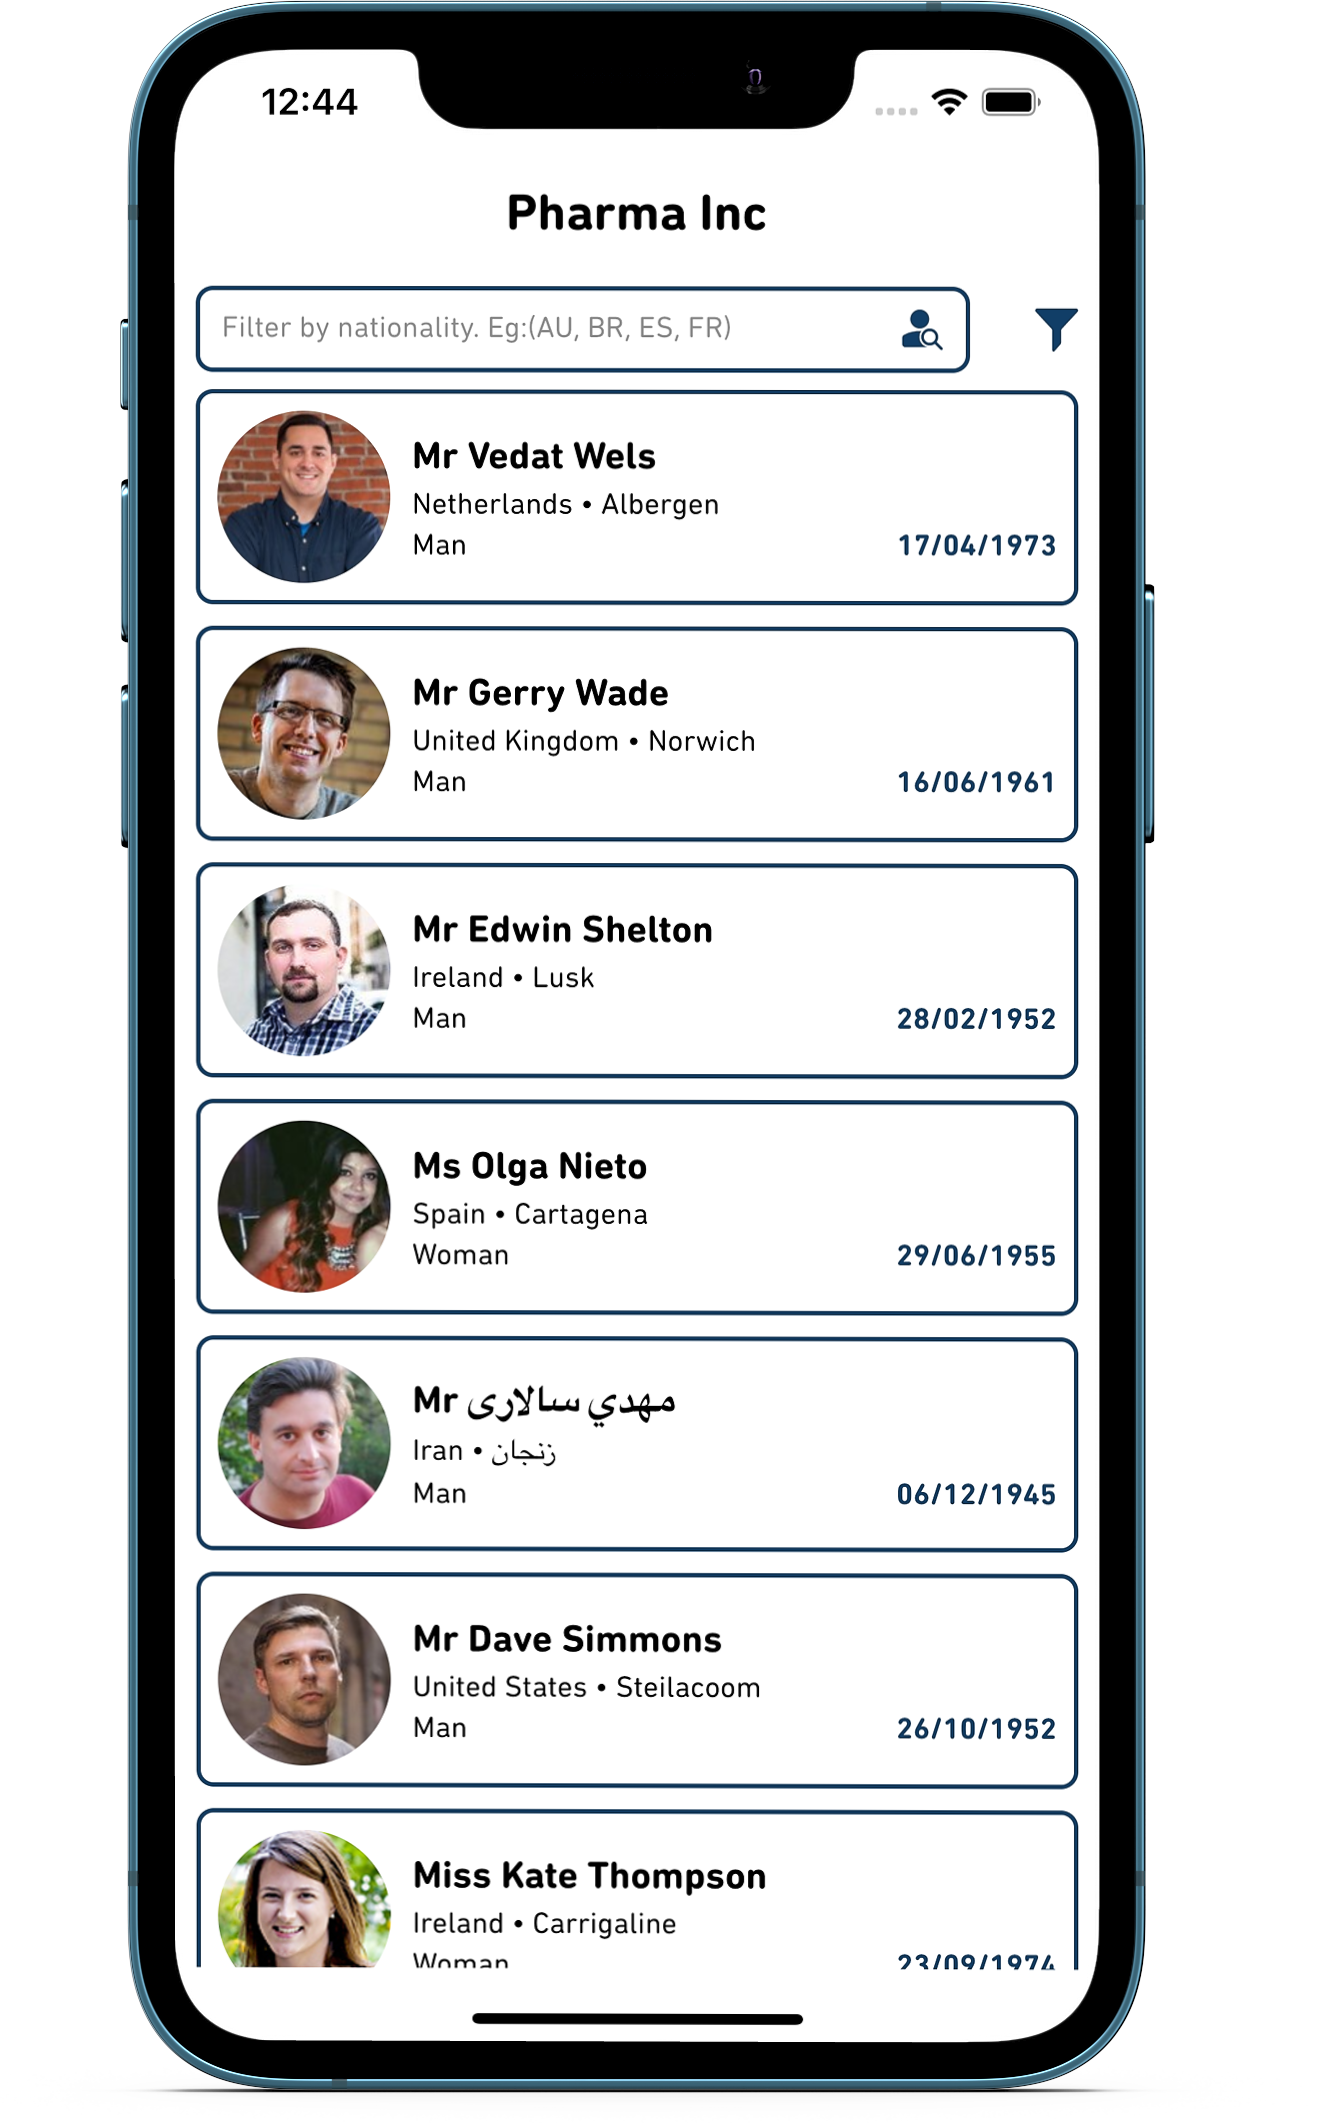 12:44
Pharma Inc
Filter by nationality. Eg:(AU, BR, ES, FR)
Mr Vedat Wels
Netherlands • Albergen
Man
17/04/1973
Mr Gerry Wade
United Kingdom • Norwich
Man
16/06/1961
Mr Edwin Shelton
Ireland • Lusk
Man
28/02/1952
Ms Olga Nieto
Spain • Cartagena
Woman
29/06/1955
Mr مهدي سالاری
Iran • زنجان
Man
06/12/1945
Mr Dave Simmons
United States • Steilacoom
Man
26/10/1952
Miss Kate Thompson
Ireland • Carrigaline
Woman
23/09/1974